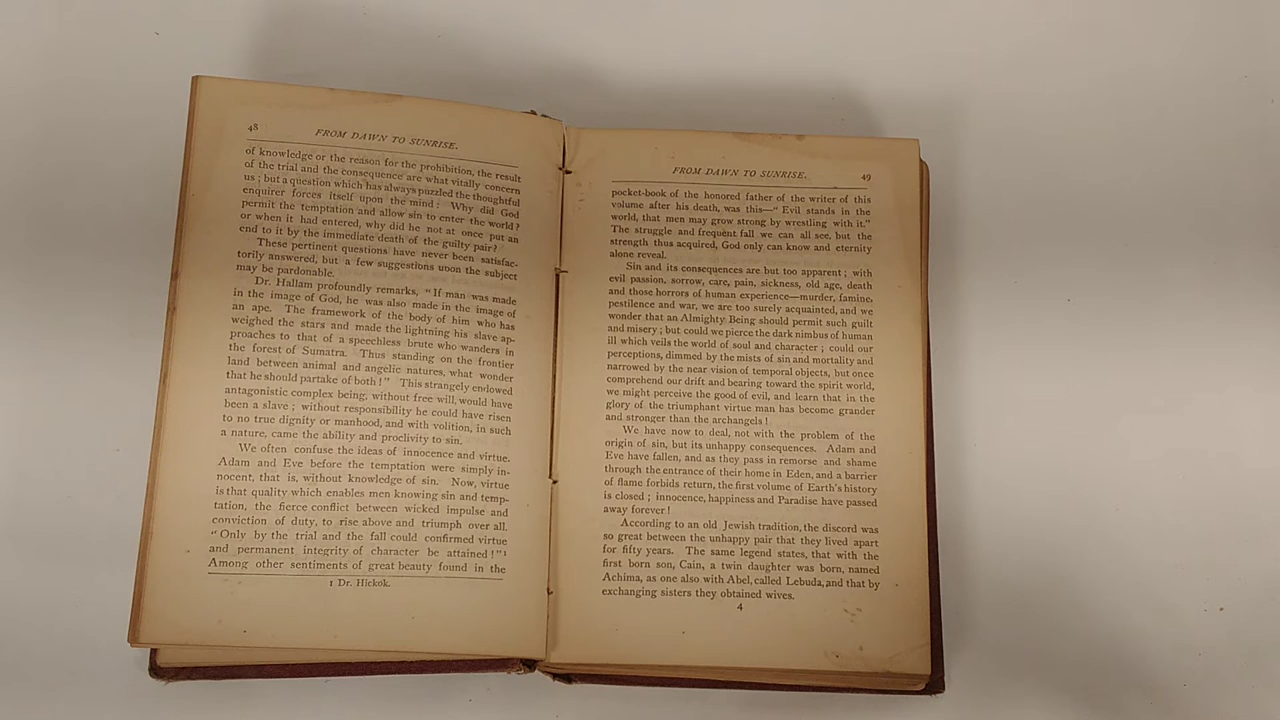 48
FROM DAWN TO SUNRISE.
of knowledge or the reason for the prohibition, the result
of the trial and the consequence are what vitally concern
us ; but a question which has always puzzled the thoughtful
enquirer forces itself upon the mind: Why did God
permit the temptation and allow sin to enter the world?
or when it had entered, why did he not at once put an
end to it by the immediate death of the guilty pair?
These pertinent questions have never been satisfac-
torily answered, but a few suggestions upon the subject
may be pardonable.
Dr. Hallam profoundly remarks, "If man was made
in the image of God, he was also made in the image of
an ape. The framework of the body of him who has
weighed the stars and made the lightning his slave ap-
proaches to that of a speechless brute who wanders in
the forest of Sumatra. Thus standing on the frontier
land between animal and angelic natures, what wonder
that he should partake of both!" This strangely endowed
antagonistic complex being, without free will, would have
been a slave ; without responsibility he could have risen
to no true dignity or manhood, and with volition, in such
a nature, came the ability and proclivity to sin.
We often confuse the ideas of innocence and virtue.
Adam and Eve before the temptation were simply in-
nocent, that is, without knowledge of sin. Now, virtue
is that quality which enables men knowing sin and temp-
tation, the fierce conflict between wicked impulse and
conviction of duty, to rise above and triumph over all.
"Only by the trial and the fall could confirmed virtue
and permanent integrity of character be attained!"1
Among other sentiments of great beauty found in the
1 Dr. Hickok.
FROM DAWN TO SUNRISE.
49
pocket-book of the honored father of the writer of this
volume after his death, was this—" Evil stands in the
world, that men may grow strong by wrestling with it."
The struggle and frequent fall we can all see, but the
strength thus acquired, God only can know and eternity
alone reveal.
Sin and its consequences are but too apparent ; with
evil passion, sorrow, care, pain, sickness, old age, death
and those horrors of human experience—murder, famine,
pestilence and war, we are too surely acquainted, and we
wonder that an Almighty Being should permit such guilt
and misery ; but could we pierce the dark nimbus of human
ill which veils the world of soul and character ; could our
perceptions, dimmed by the mists of sin and mortality and
narrowed by the near vision of temporal objects, but once
comprehend our drift and bearing toward the spirit world,
we might perceive the good of evil, and learn that in the
glory of the triumphant virtue man has become grander
and stronger than the archangels!
We have now to deal, not with the problem of the
origin of sin, but its unhappy consequences. Adam and
Eve have fallen, and as they pass in remorse and shame
through the entrance of their home in Eden, and a barrier
of flame forbids return, the first volume of Earth's history
is closed ; innocence, happiness and Paradise have passed
away forever!
According to an old Jewish tradition, the discord was
so great between the unhappy pair that they lived apart
for fifty years. The same legend states, that with the
first born son, Cain, a twin daughter was born, named
Achima, as one also with Abel, called Lebuda, and that by
exchanging sisters they obtained wives.
4